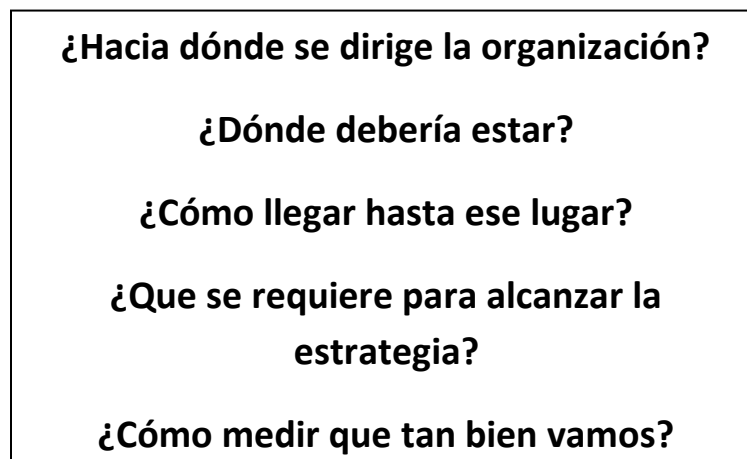 ¿Hacia dónde se dirige la organización?
¿Dónde debería estar?
¿Cómo llegar hasta ese lugar?
¿Que se requiere para alcanzar la
estrategia?
¿Cómo medir que tan bien vamos?